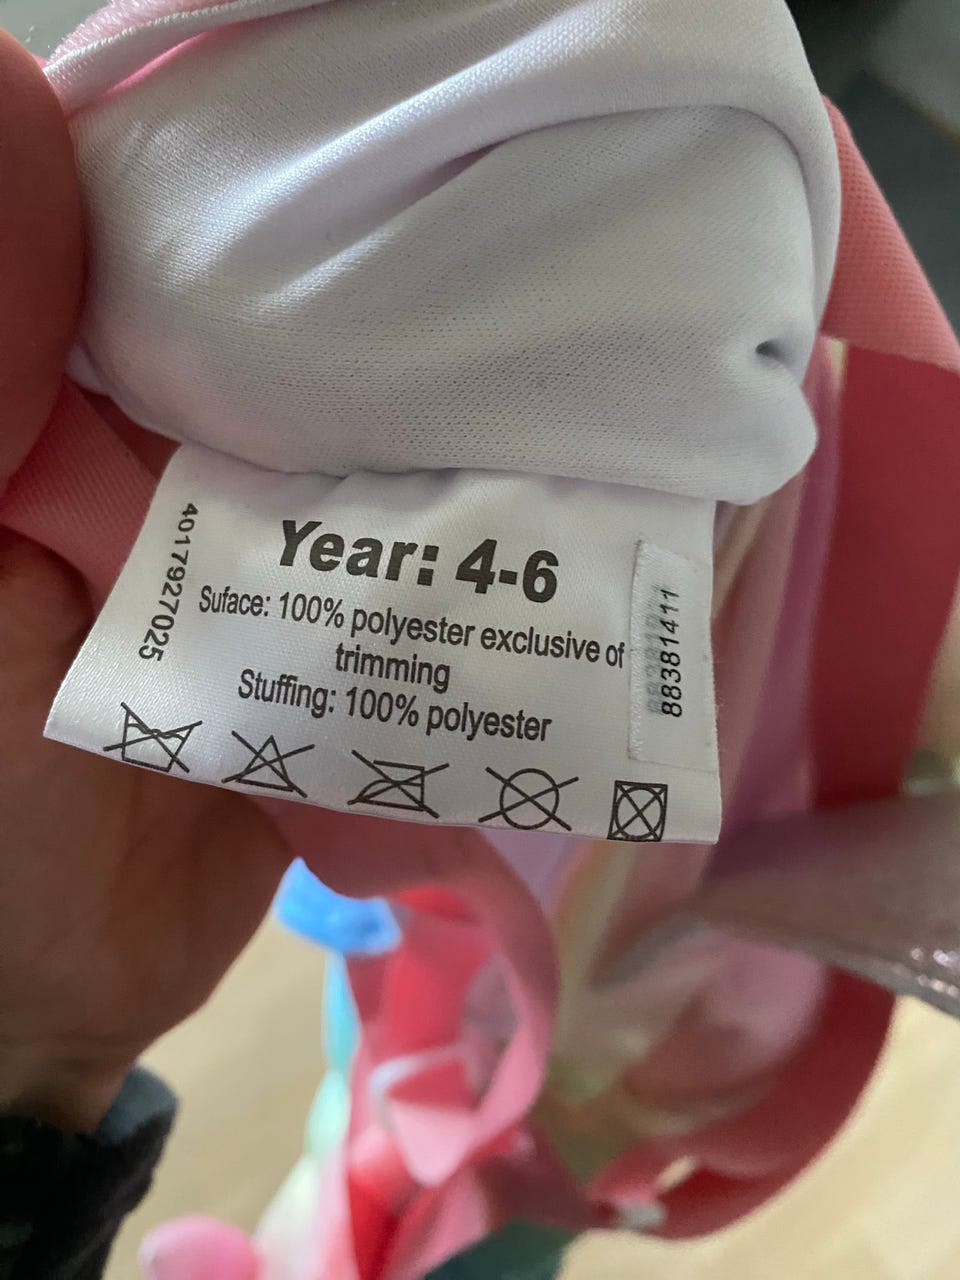 Year: 4-6
Suface: 100% polyester exclusive of
trimming
Stuffing: 100% polyester
4017927025
88381411